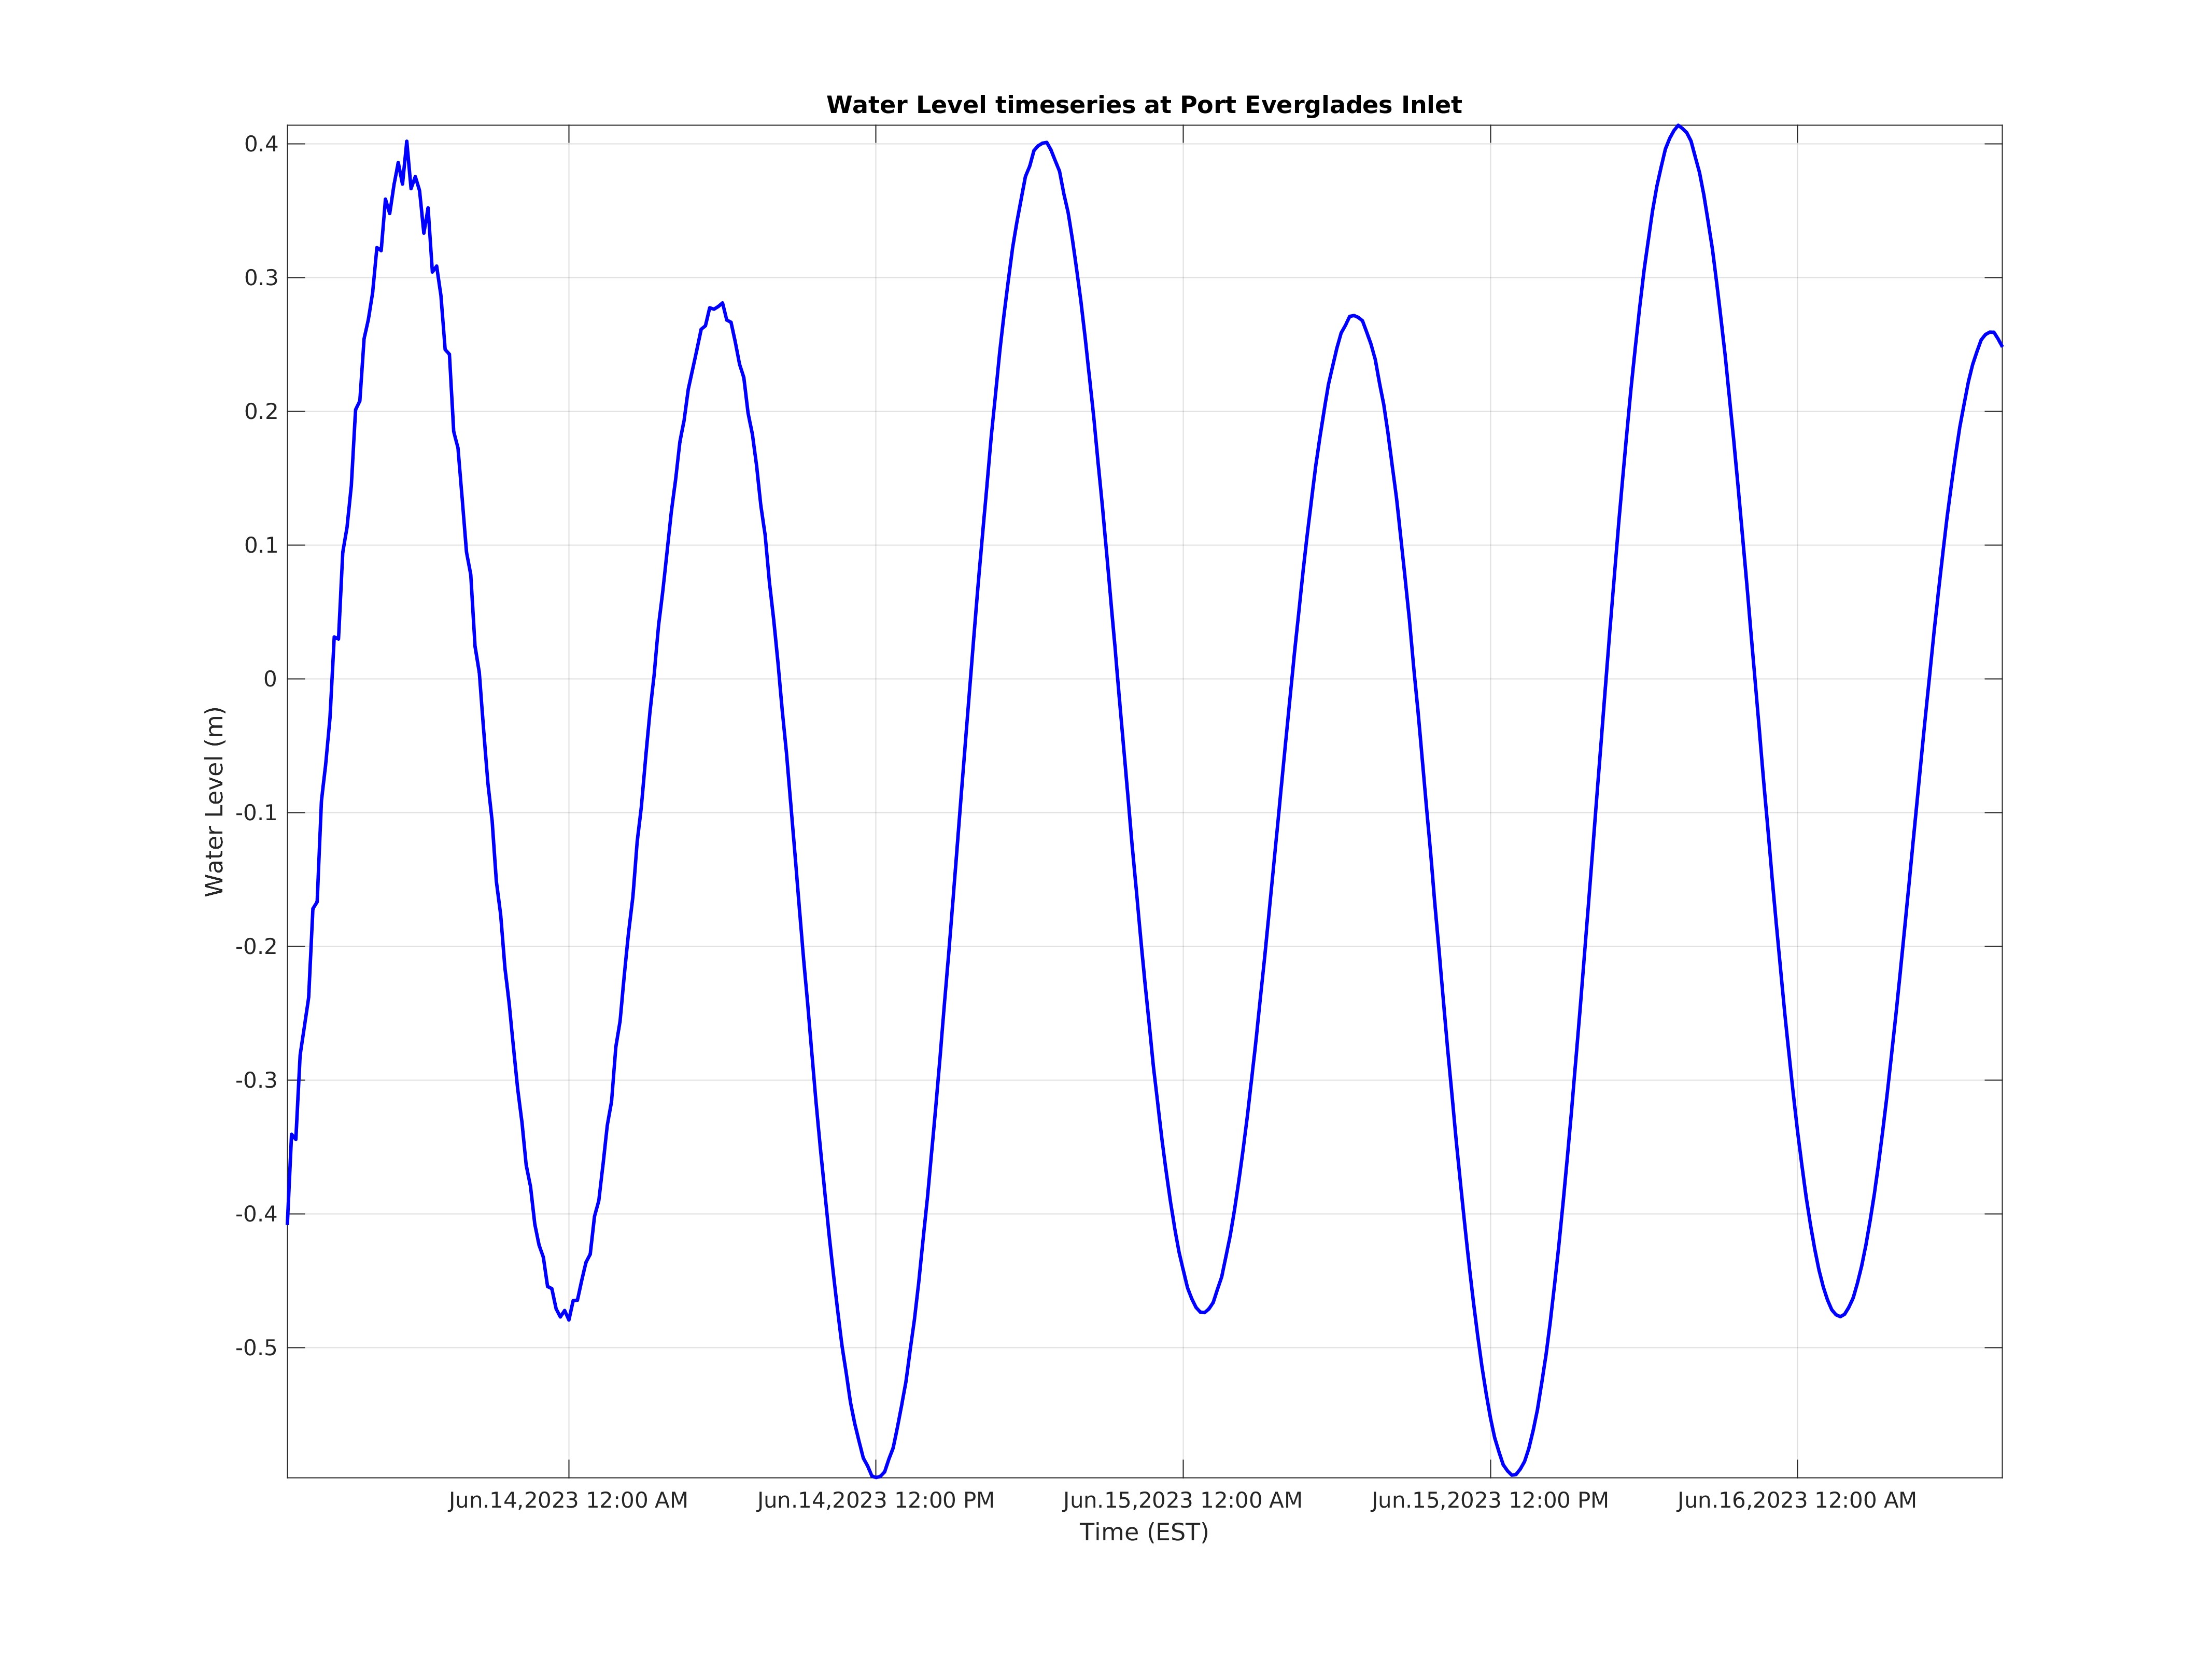 Water Level timeseries at Port Everglades Inlet
0.4
0.3
0.2
0.1
0
-0.1
-0.2
-0.3
-0.4
-0.5
Water Level (m)
Jun.14,2023 12:00 AM
Jun.14,2023 12:00 PM
Jun.15,2023 12:00 AM
Jun.15,2023 12:00 PM
Jun.16,2023 12:00 AM
Time (EST)